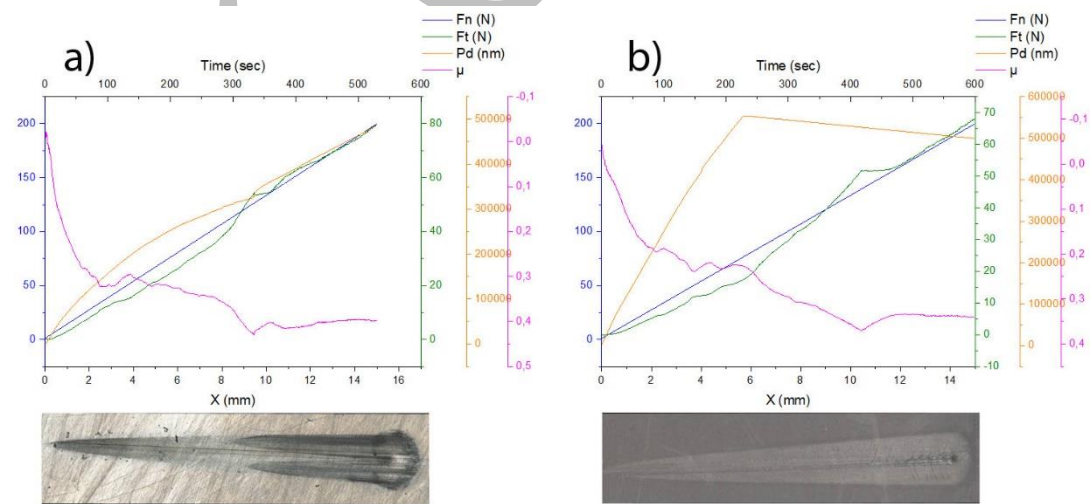 a)
Fn (N)
Ft (N)
Pd (nm)
µ
Time (sec)
0 100 200 300 400 500 600
200
150
100
50
0
80
60
40
20
0
500000
400000
300000
200000
100000
0
-0,1
0,0
0,1
0,2
0,3
0,4
0,5
0 2 4 6 8 10 12 14 16
X (mm)
b)
Fn (N)
Ft (N)
Pd (nm)
µ
Time (sec)
0 100 200 300 400 500 600
200
150
100
50
0
70
60
50
40
30
20
10
0
-10
600000
500000
400000
300000
200000
100000
0
-0,1
0,0
0,1
0,2
0,3
0,4
0 2 4 6 8 10 12 14
X (mm)